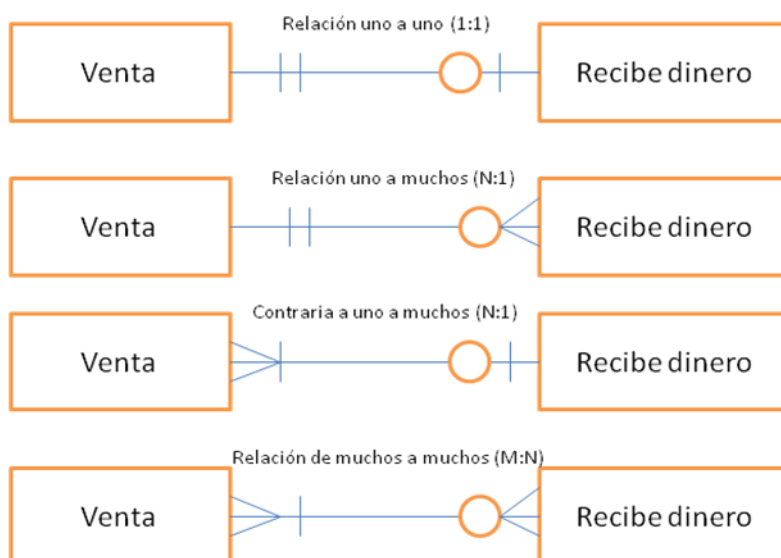 Relación uno a uno (1:1)
Venta
Recibe dinero
Relación uno a muchos (N:1)
Venta
Recibe dinero
Contraria a uno a muchos (N:1)
Venta
Recibe dinero
Relación de muchos a muchos (M:N)
Venta
Recibe dinero